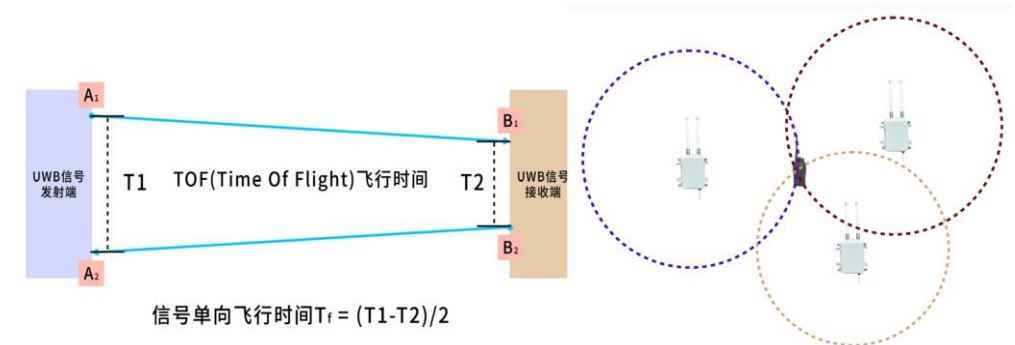 A₁
B₁
UWB信号
发射端
T1
TOF(Time Of Flight)飞行时间
T2
UWB信号
接收端
A₂
B₂
信号单向飞行时间Tf = (T1-T2)/2